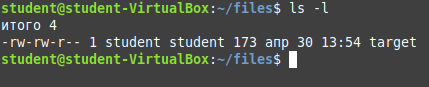 student@student-VirtualBox:~/files$ ls -l
итого 4
-rw-rw-r-- 1 student student 173 апр 30 13:54 target
student@student-VirtualBox:~/files$